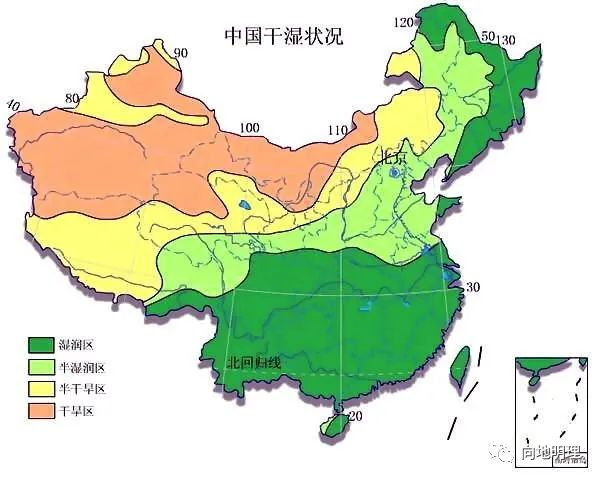 中国干湿状况
120
50
130
90
80
40
100
110
北京
30
北回归线
20
湿润区
半湿润区
半干旱区
干旱区
向地明理